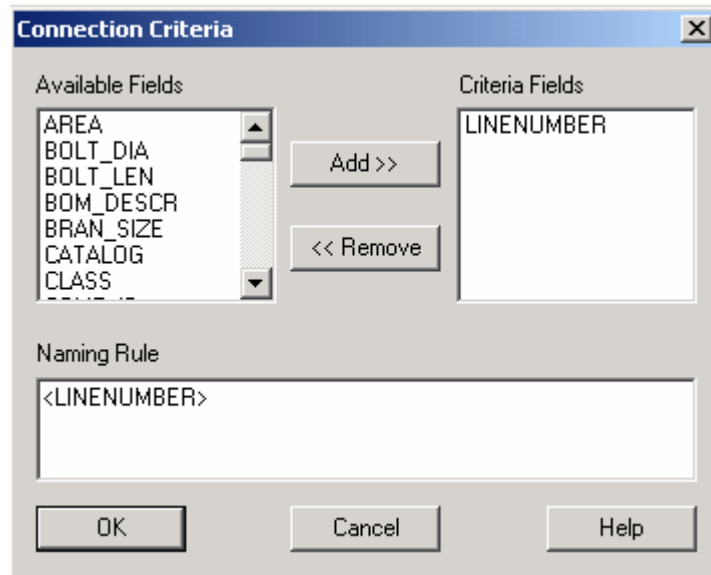 Connection Criteria
Available Fields
AREA
BOLT_DIA
BOLT_LEN
BOM_DESCR
BRAN_SIZE
CATALOG
CLASS
Add >>
<< Remove
Criteria Fields
LINENUMBER
Naming Rule
<LINENUMBER>
OK
Cancel
Help